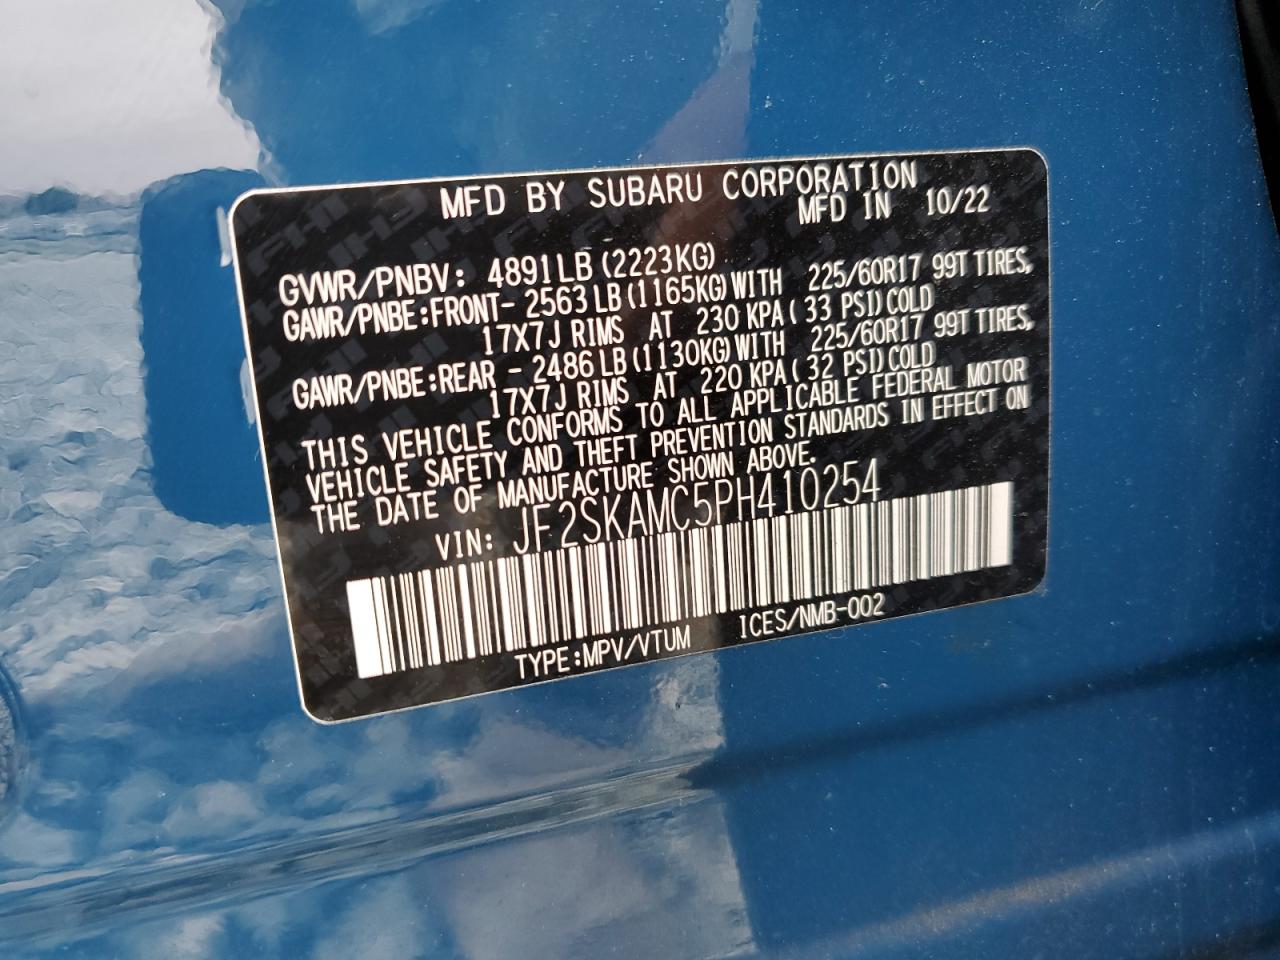 MFD BY SUBARU CORPORATION
MFD IN 10/22
GVWR/PNBV: 4891LB (2223KG)
GAWR/PNBE:FRONT- 2563LB (1165KG) WITH 225/60R17 99T TIRES,
17X7J RIMS AT 230 KPA ( 33 PSI) COLD
GAWR/PNBE:REAR - 2486LB (1130KG) WITH 225/60R17 99T TIRES,
17X7J RIMS AT 220 KPA ( 32 PSI) COLD
THIS VEHICLE CONFORMS TO ALL APPLICABLE FEDERAL MOTOR
VEHICLE SAFETY AND THEFT PREVENTION STANDARDS IN EFFECT ON
THE DATE OF MANUFACTURE SHOWN ABOVE.
VIN: JF2SKAMC5PH410254
TYPE:MPV/VTUM ICES/NMB-002